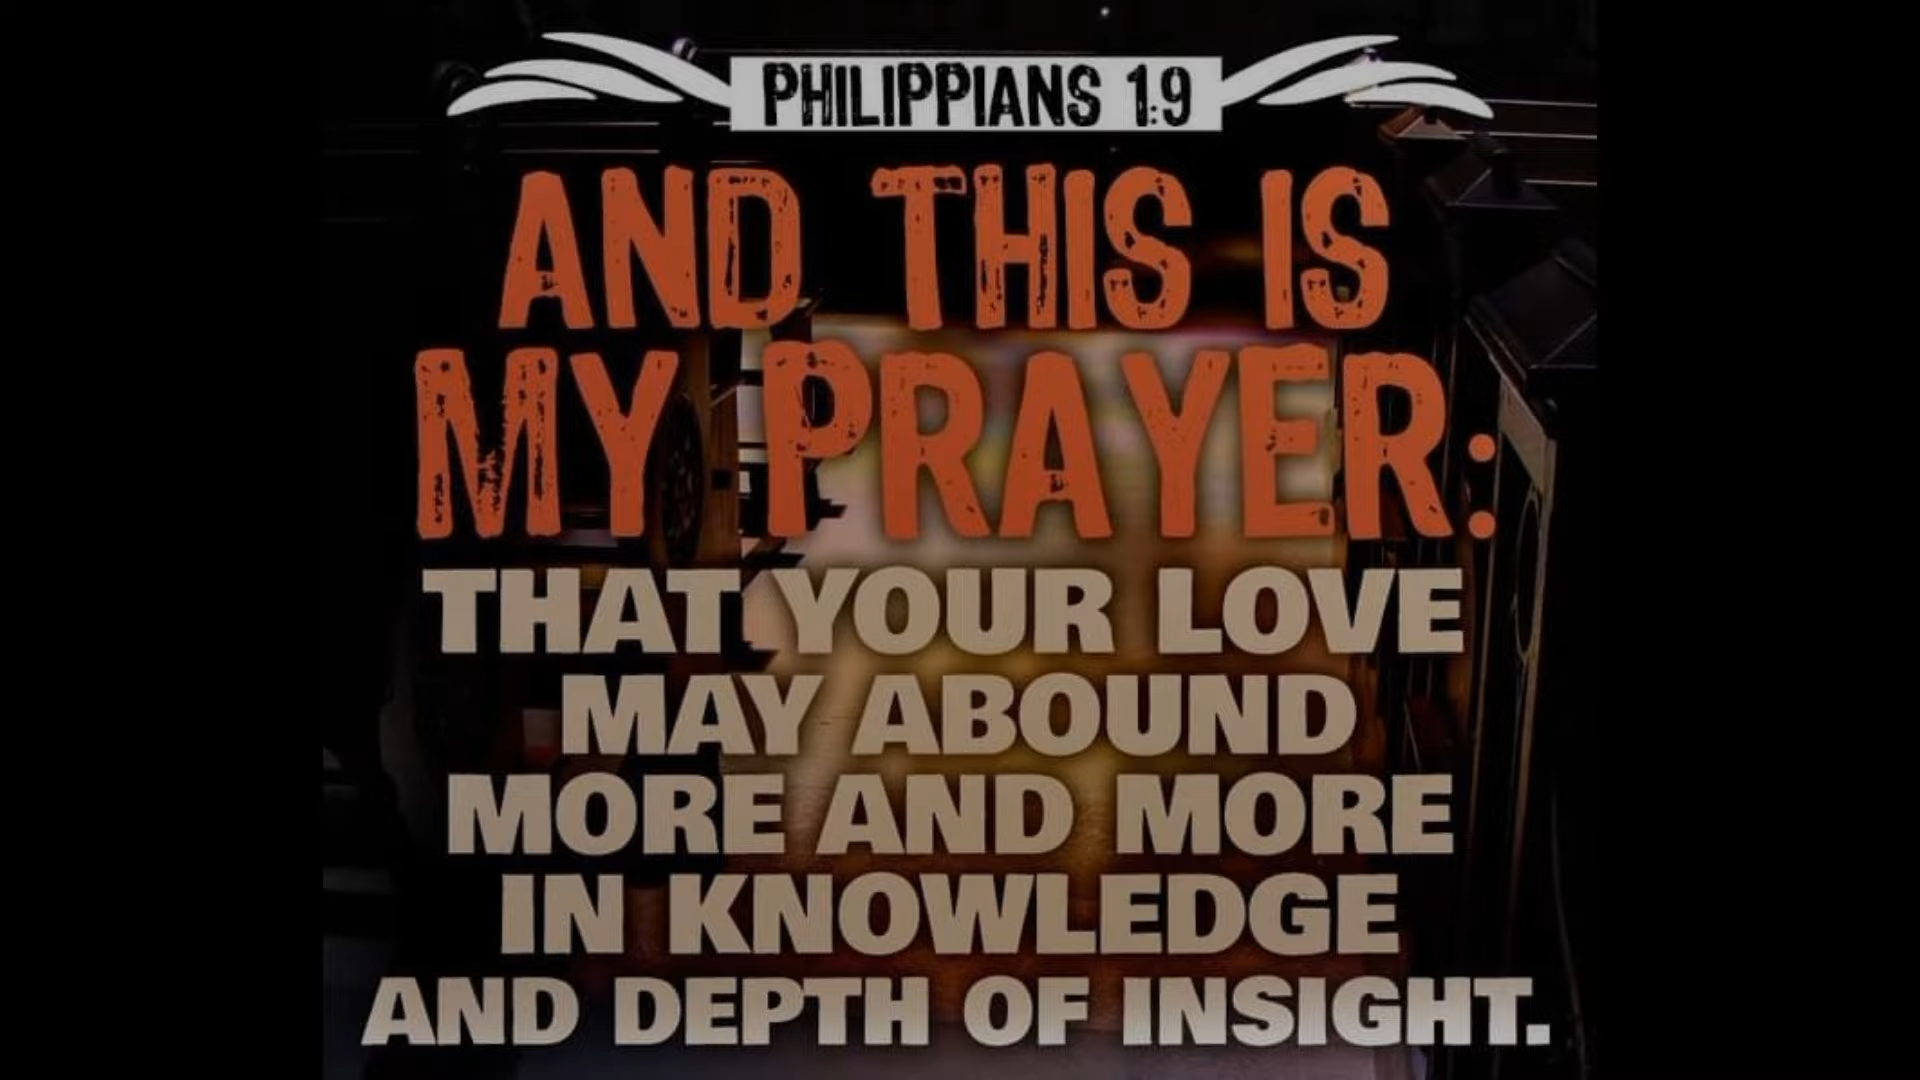 PHILIPPIANS 1:9
AND THIS IS
MY PRAYER:
THAT YOUR LOVE
MAY ABOUND
MORE AND MORE
IN KNOWLEDGE
AND DEPTH OF INSIGHT.